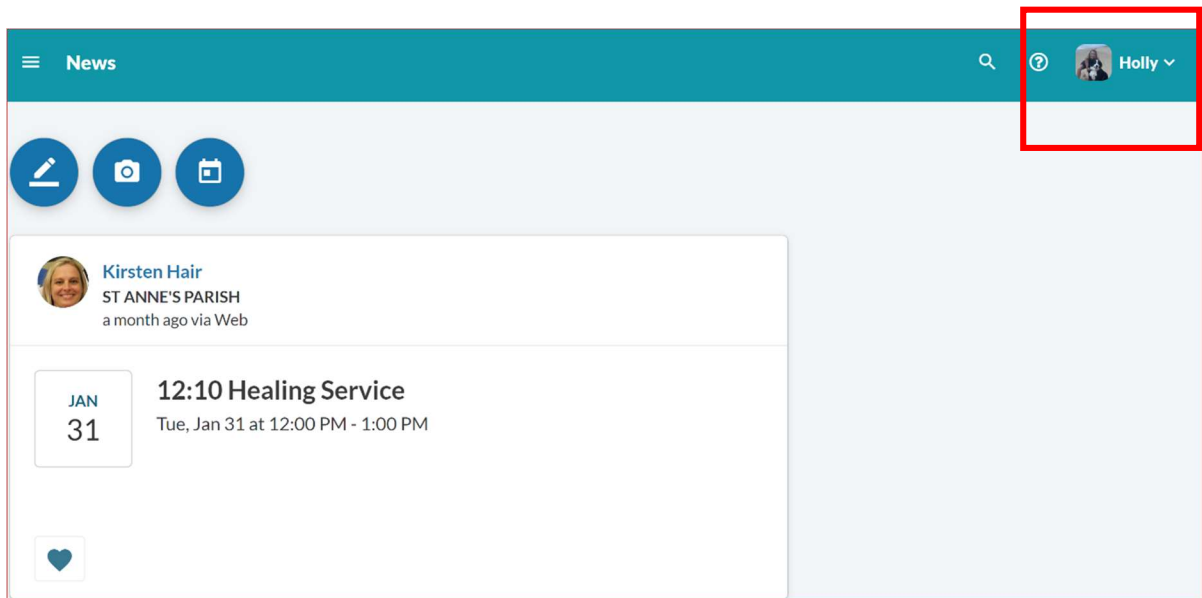 News
Holly
Kirsten Hair
ST ANNE'S PARISH
a month ago via Web
JAN
31
12:10 Healing Service
Tue, Jan 31 at 12:00 PM - 1:00 PM